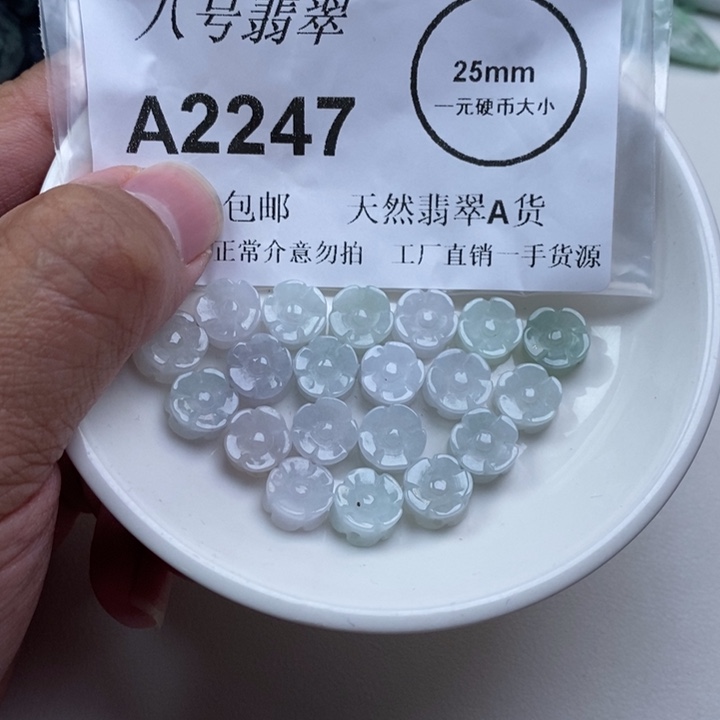 八号翡翠
A2247
25mm
一元硬币大小
包邮 天然翡翠A货
正常介意勿拍 工厂直销一手货源